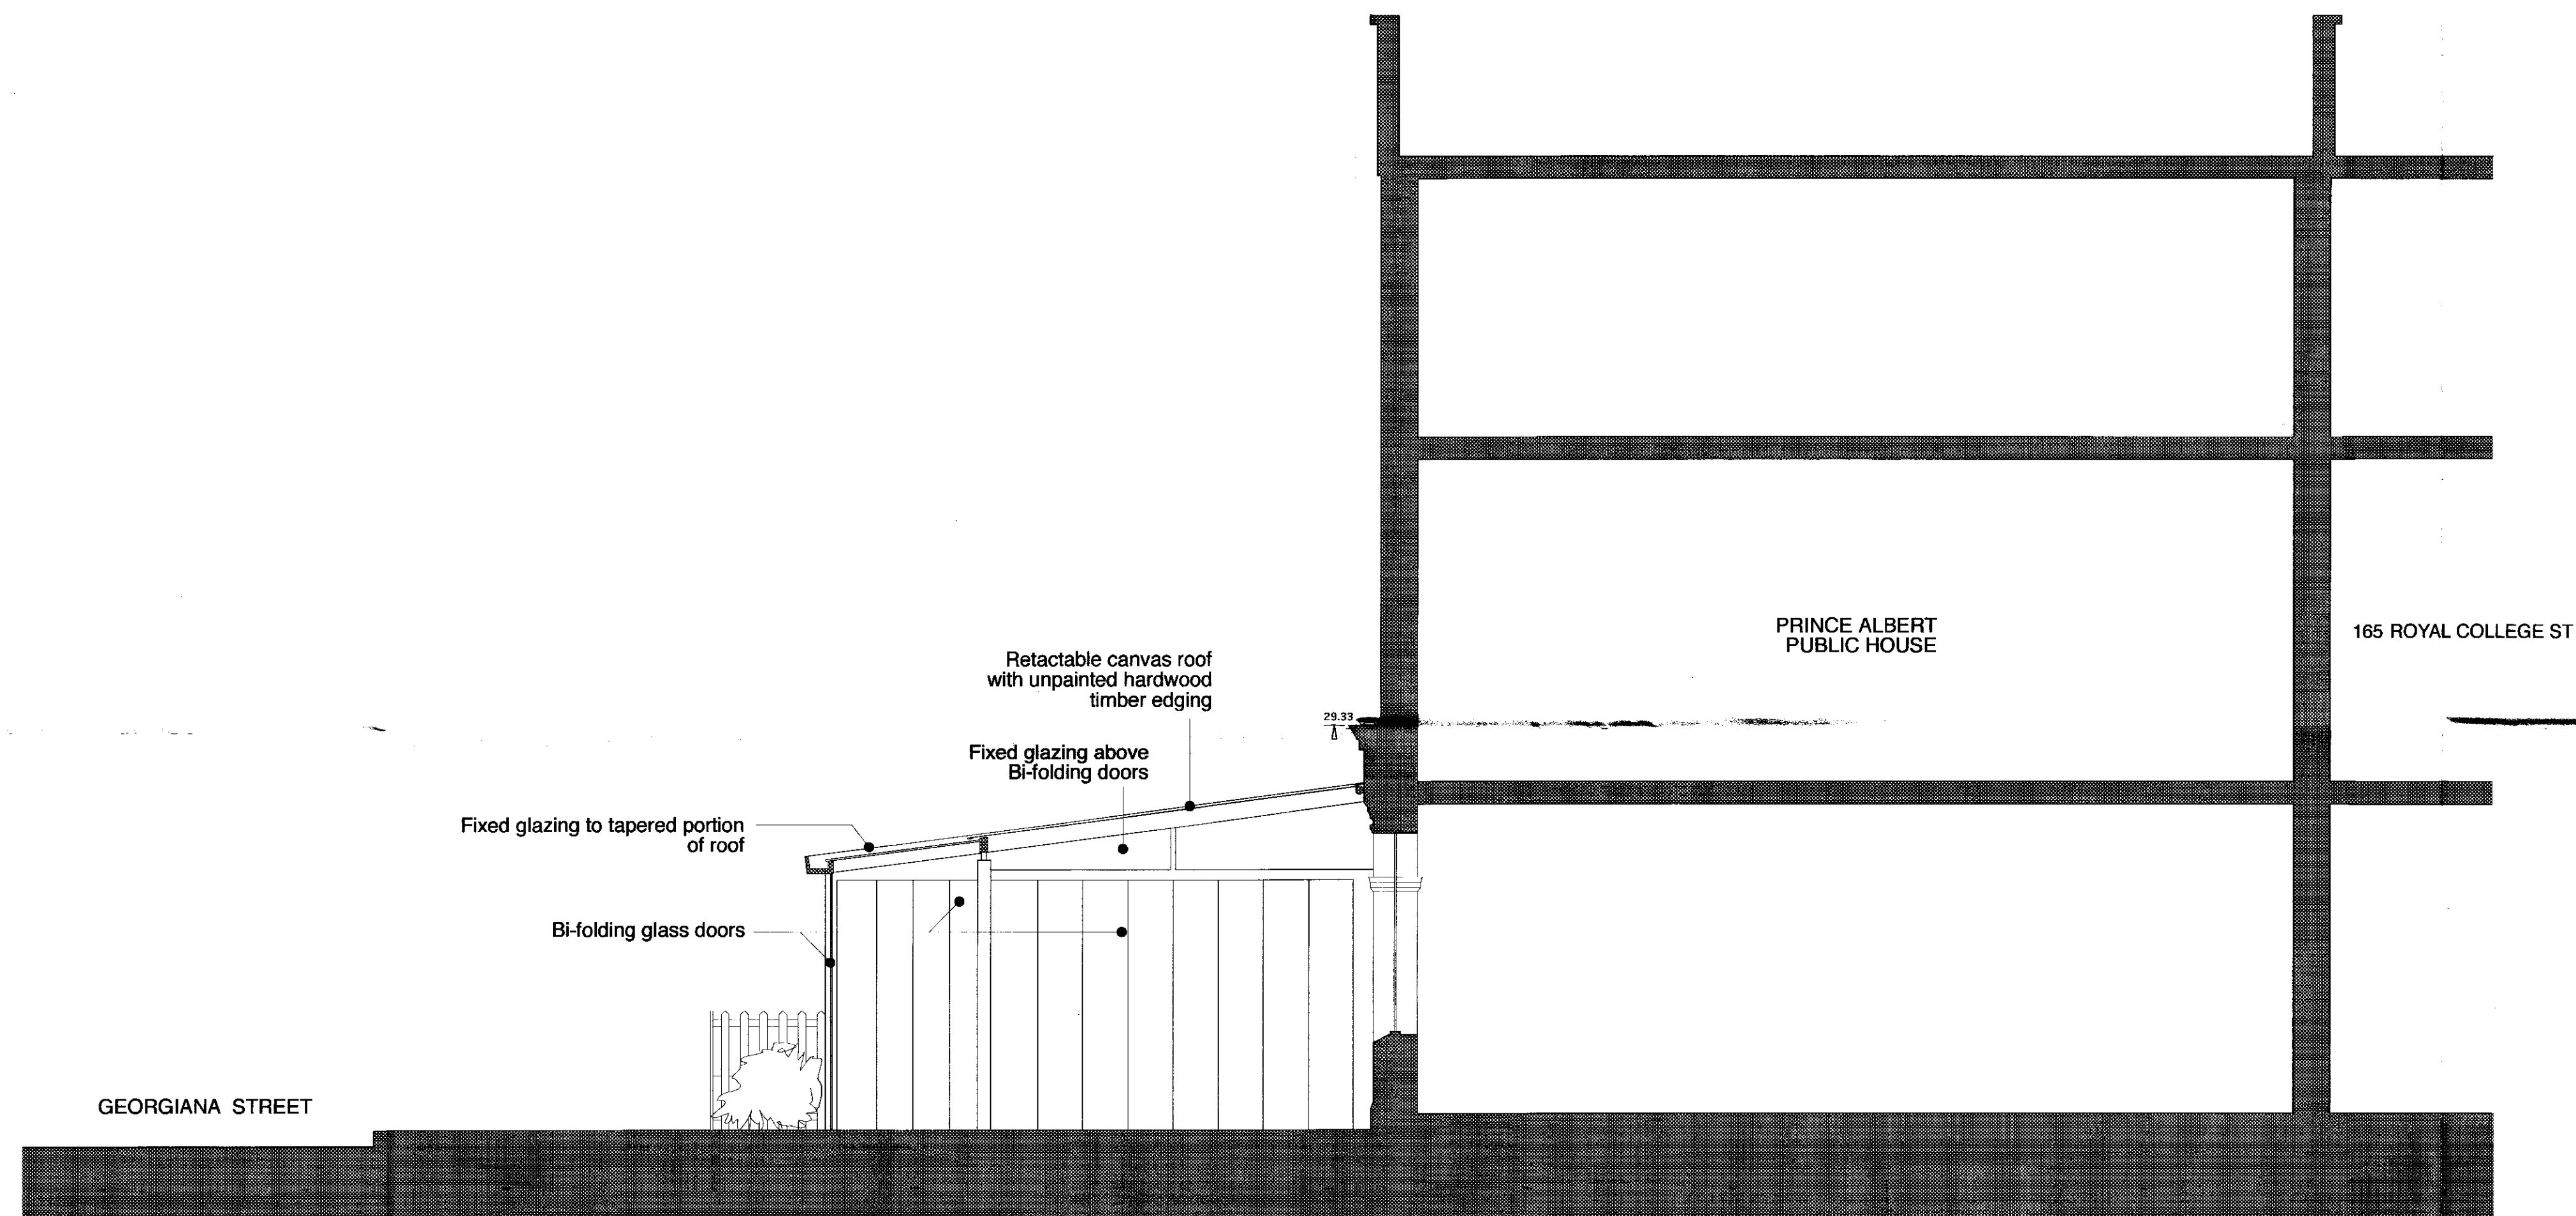 PRINCE ALBERT
PUBLIC HOUSE
165 ROYAL COLLEGE ST
Retactable canvas roof
with unpainted hardwood
timber edging
29.33
Fixed glazing above
Bi-folding doors
Fixed glazing to tapered portion
of roof
Bi-folding glass doors
GEORGIANA STREET